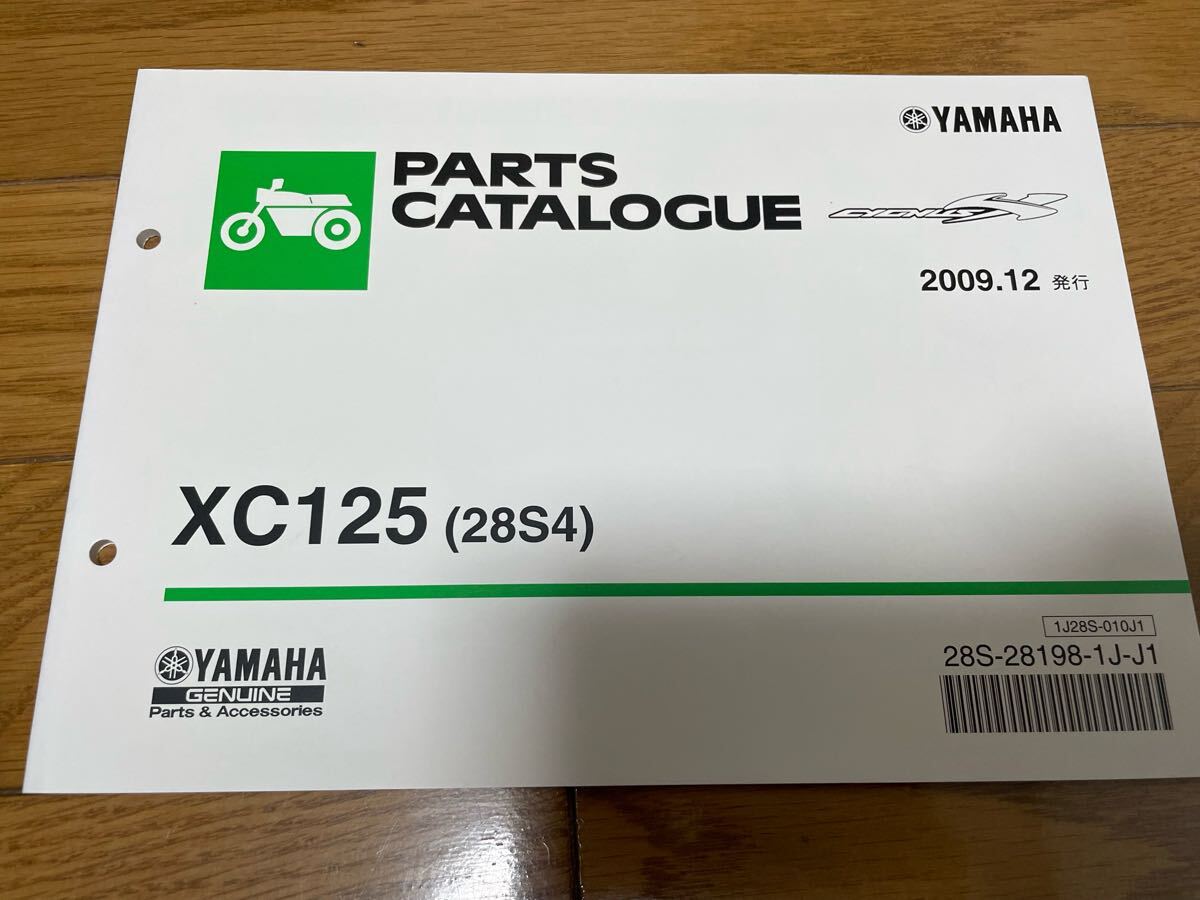 YAMAHA
PARTS
CATALOGUE
CYGNUS X
2009.12 発行
XC125 (28S4)
1J28S-010J1
28S-28198-1J-J1
YAMAHA
GENUINE
Parts & Accessories